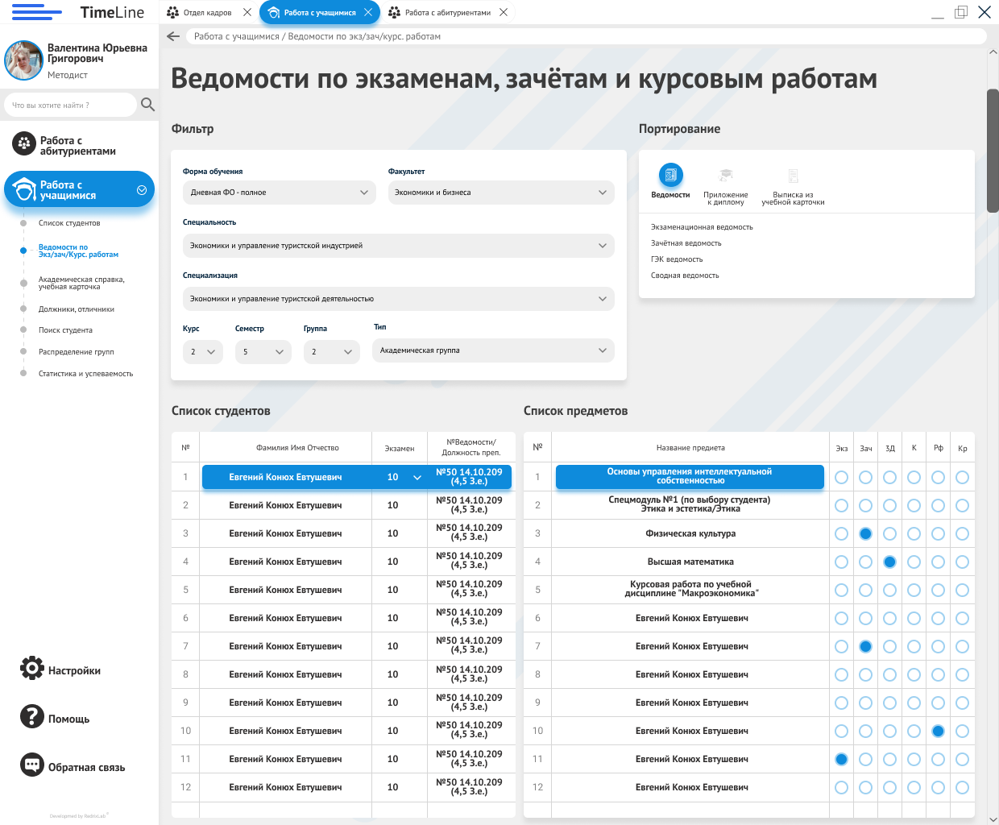 TimeLine
Отдел кадров
Работа с учащимися
Работа с абитуриентами
Валентина Юрьевна
Григорович
Методист
Работа с учащимися / Ведомости по экз/зач/курс. работам
Что вы хотите найти ?
Работа с
абитуриентами
Работа с
учащимися
Список студентов
Ведомости по
Экз/зач/Курс. работам
Академическая справка,
учебная карточка
Должники, отличники
Поиск студента
Распределение групп
Статистика и успеваемость
Настройки
Помощь
Обратная связь
Developed by RedrixLab®
Ведомости по экзаменам, зачётам и курсовым работам
Фильтр
Форма обучения
Факультет
Дневная ФО - полное
Экономики и бизнеса
Специальность
Экономики и управление туристской индустрией
Специализация
Экономики и управление туристской деятельностью
Курс
Семестр
Группа
Тип
2
5
2
Академическая группа
Портирование
Ведомости
Приложение
к диплому
Выписка из
учебной карточки
Экзаменационная ведомость
Зачётная ведомость
ГЭК ведомость
Сводная ведомость
Список студентов
№ Фамилия Имя Отчество Экзамен №Ведомости/
Должность преп.
1 Евгений Конюх Евтушевич 10 №50 14.10.209
(4,5 З.е.)
2 Евгений Конюх Евтушевич 10 №50 14.10.209
(4,5 З.е.)
3 Евгений Конюх Евтушевич 10 №50 14.10.209
(4,5 З.е.)
4 Евгений Конюх Евтушевич 10 №50 14.10.209
(4,5 З.е.)
5 Евгений Конюх Евтушевич 10 №50 14.10.209
(4,5 З.е.)
6 Евгений Конюх Евтушевич 10 №50 14.10.209
(4,5 З.е.)
7 Евгений Конюх Евтушевич 10 №50 14.10.209
(4,5 З.е.)
8 Евгений Конюх Евтушевич 10 №50 14.10.209
(4,5 З.е.)
9 Евгений Конюх Евтушевич 10 №50 14.10.209
(4,5 З.е.)
10 Евгений Конюх Евтушевич 10 №50 14.10.209
(4,5 З.е.)
11 Евгений Конюх Евтушевич 10 №50 14.10.209
(4,5 З.е.)
12 Евгений Конюх Евтушевич 10 №50 14.10.209
(4,5 З.е.)
Список предметов
№ Название предиета Экз Зач ЗД К Рф Кр
1 Основы управления интеллектуальной
собственностью
2 Спецмодуль №1 (по выбору студента)
Этика и эстетика/Этика
3 Физическая культура
4 Высшая математика
5 Курсовая работа по учебной
дисциплине "Макроэкономика"
6 Евгений Конюх Евтушевич
7 Евгений Конюх Евтушевич
8 Евгений Конюх Евтушевич
9 Евгений Конюх Евтушевич
10 Евгений Конюх Евтушевич
11 Евгений Конюх Евтушевич
12 Евгений Конюх Евтушевич